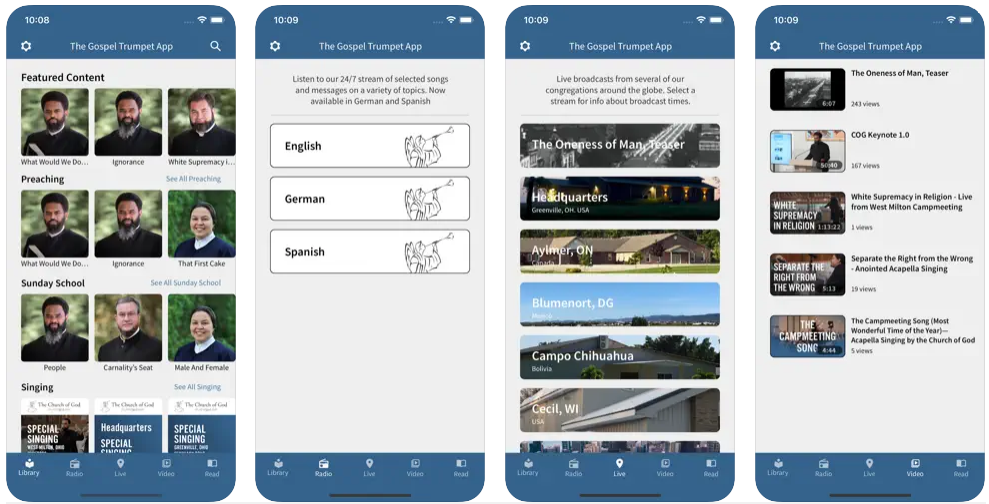 10:08
The Gospel Trumpet App
Featured Content
What Would We Do…
Ignorance
White Supremacy i…
Preaching
See All Preaching
What Would We Do…
Ignorance
That First Cake
Sunday School
See All Sunday School
People
Carnality's Seat
Male And Female
Singing
See All Singing
The Church of God
The Church of God
The Church of God
SPECIAL
SINGING
WEST MILTON, OHIO
Headquarters
SPECIAL
SPECIAL
SINGING
GREENVILLE, OHIO
Library
Radio
Live
Video
Read
10:09
The Gospel Trumpet App
Listen to our 24/7 stream of selected songs
and messages on a variety of topics. Now
available in German and Spanish
English
German
Spanish
Library
Radio
Live
Video
Read
10:09
The Gospel Trumpet App
Live broadcasts from several of our
congregations around the globe. Select a
stream for info about broadcast times.
The Oneness of Man, Teaser
Headquarters
Greenville, OH. USA
Aylmer, ON
Canada
Blumenort, DG
Mexico
Campo Chihuahua
Bolivia
Cecil, WI
USA
Library
Radio
Live
Video
Read
10:09
The Gospel Trumpet App
6:07
The Oneness of Man, Teaser
243 views
50:40
COG Keynote 1.0
167 views
WHITE
SUPREMACY
IN RELIGION
1:13:22
White Supremacy in Religion - Live
from West Milton Campmeeting
1 views
SEPARATE THE
RIGHT FROM
THE WRONG
5:13
Separate the Right from the Wrong
- Anointed Acapella Singing
19 views
THE
CAMPMEETING
SONG
4:44
The Campmeeting Song (Most
Wonderful Time of the Year)—
Acapella Singing by the Church of God
5 views
Library
Radio
Live
Video
Read